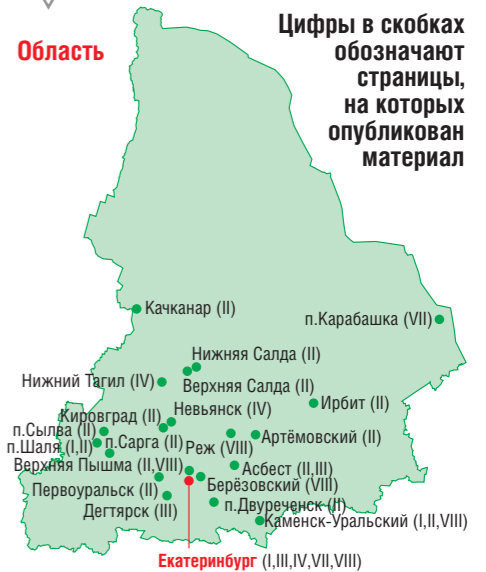 Область
Цифры в скобках
обозначают
страницы,
на которых
опубликован
материал
Качканар (II)
п.Карабашка (VII)
Нижняя Салда (II)
Нижний Тагил (IV)
Верхняя Салда (II)
Ирбит (II)
Кировград (II)
Невьянск (IV)
п.Сылва (II)
п.Сарга (II)
Реж (VIII)
Артёмовский (II)
п.Шаля (I,II)
Верхняя Пышма (II,VIII)
Асбест (II,III)
Первоуральск (II)
Берёзовский (VIII)
Дегтярск (III)
п.Двуреченск (II)
Каменск-Уральский (I,II,VIII)
Екатеринбург (I,III,IV,VII,VIII)